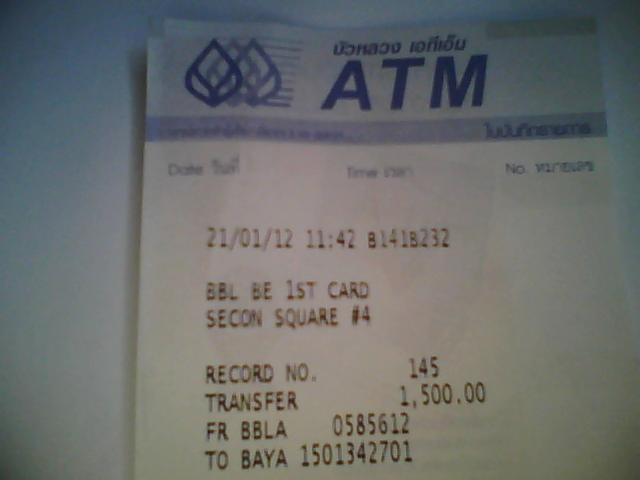 บัวหลวง เอทีเอ็ม
ATM
ใบบันทึกรายการ
Date วันที่ Time เวลา No. หมายเลข
21/01/12 11:42 B141B232
BBL BE 1ST CARD
SECON SQUARE #4
RECORD NO. 145
TRANSFER 1,500.00
FR BBLA 0585612
TO BAYA 1501342701